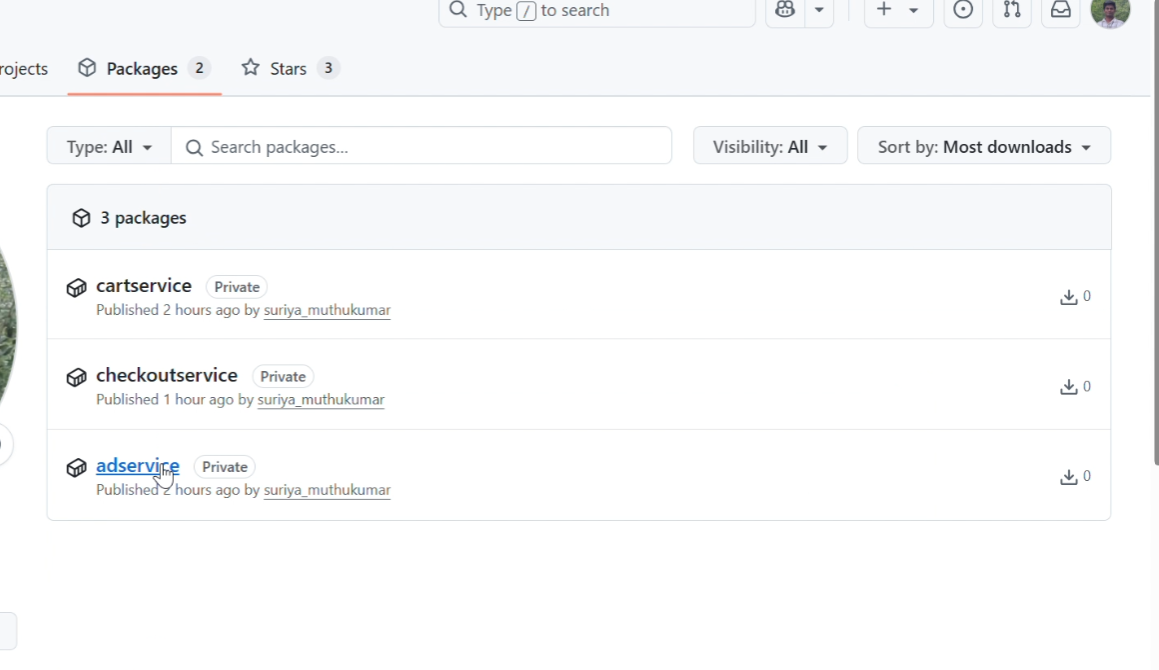 Type / to search
rojects Packages 2 Stars 3
Type: All Search packages... Visibility: All Sort by: Most downloads
3 packages
cartservice Private
Published 2 hours ago by suriya_muthukumar
0
checkoutservice Private
Published 1 hour ago by suriya_muthukumar
0
adservice Private
Published 2 hours ago by suriya_muthukumar
0